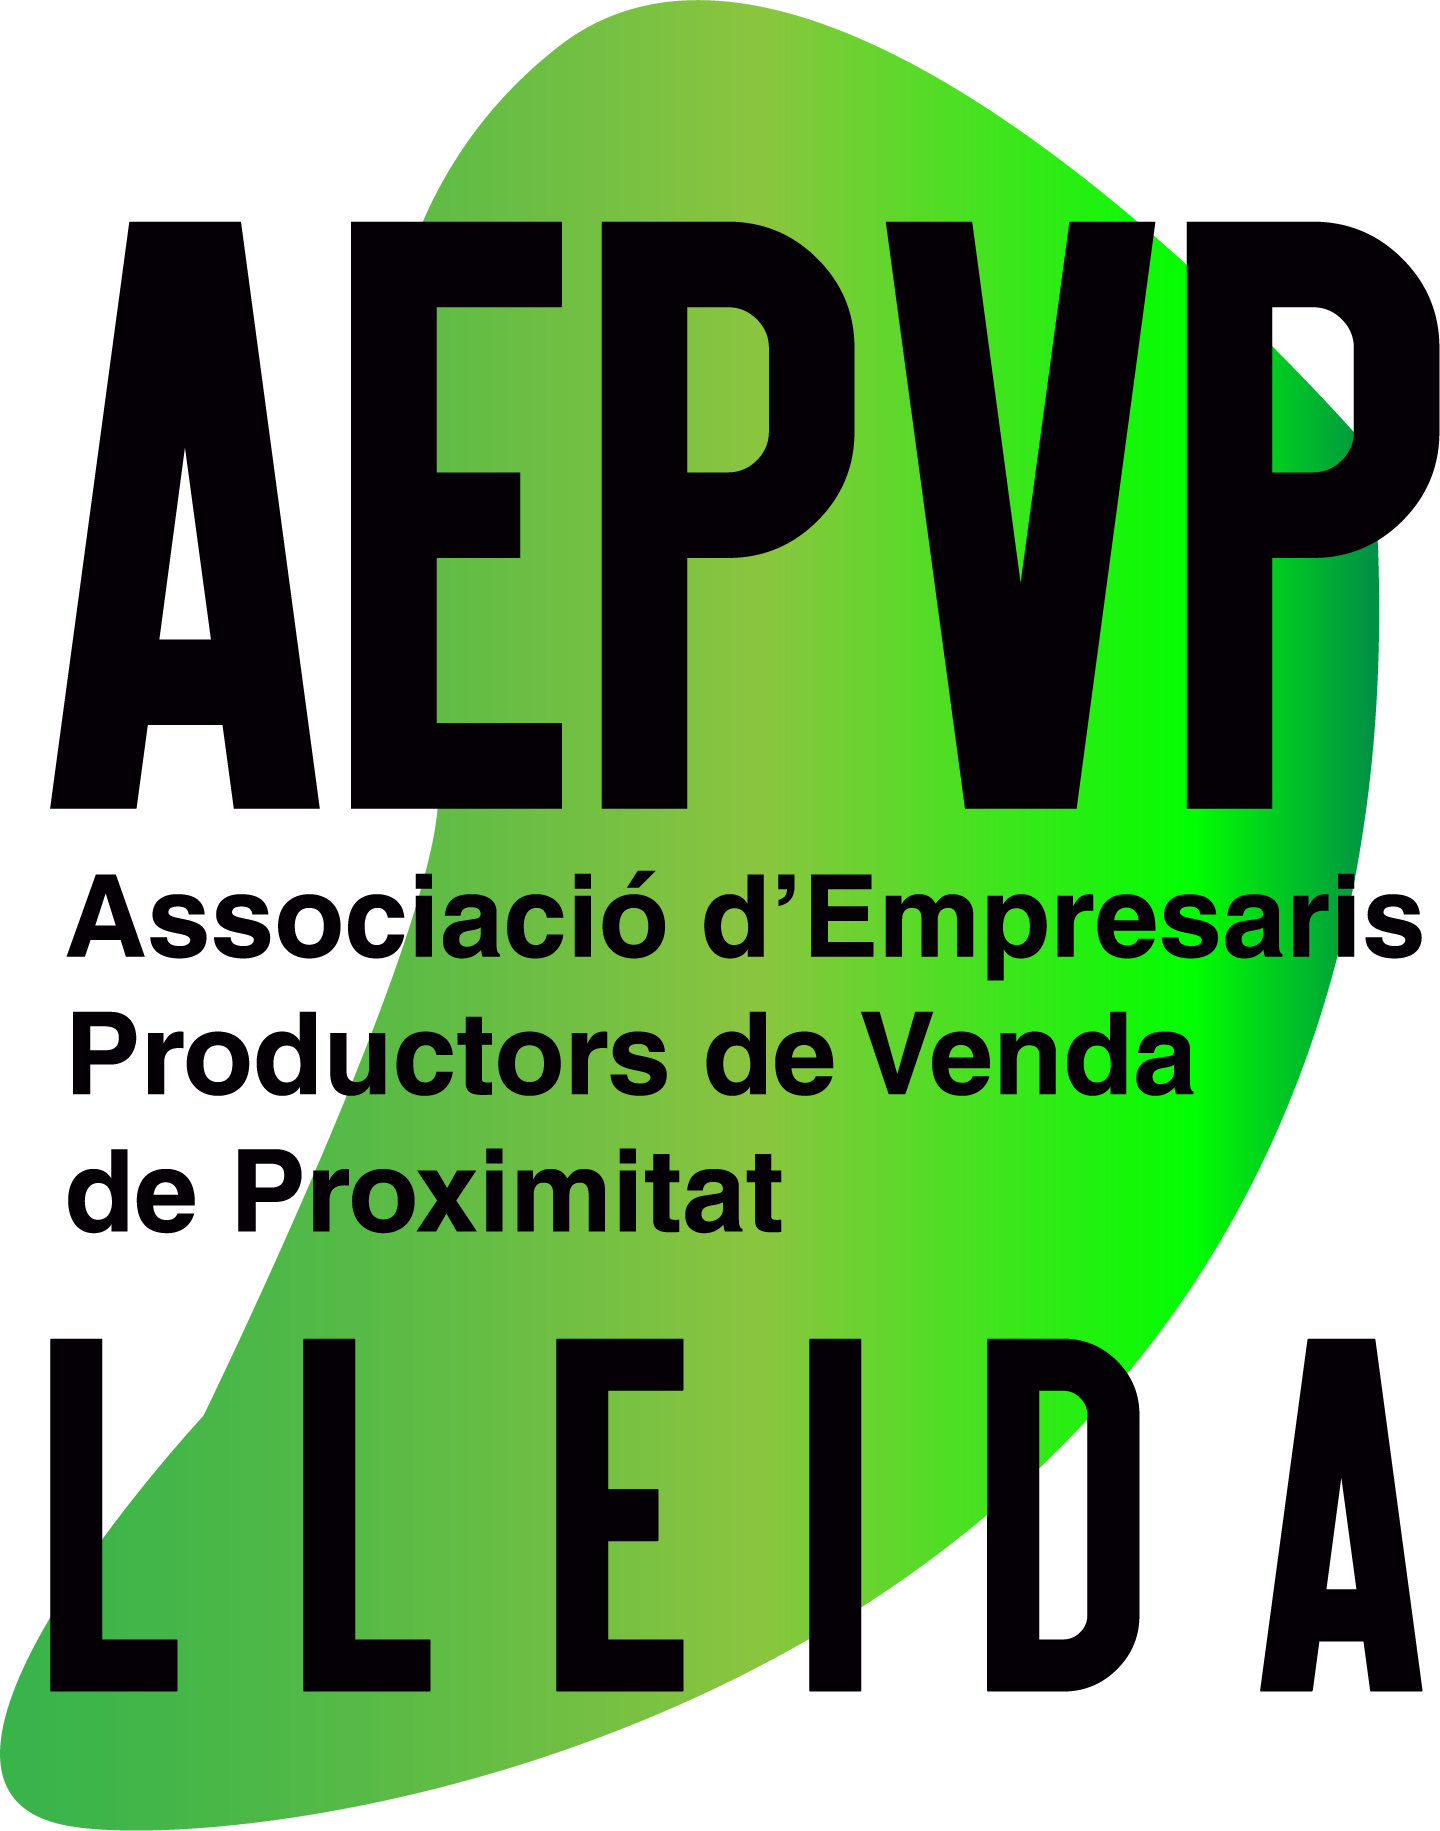 AEPVP
Associació d’Empresaris
Productors de Venda
de Proximitat
LLEIDA